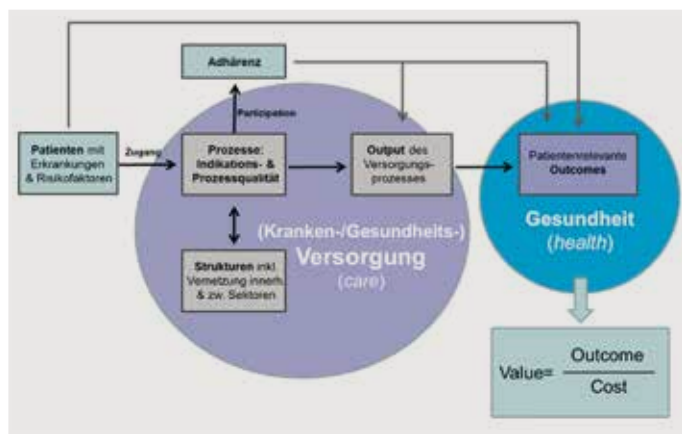 Adhärenz
Participation
Patienten mit
Erkrankungen
& Risikofaktoren
Zugang
Prozesse:
Indikations- &
Prozessqualität
Output des
Versorgungs-
prozesses
Patientenrelevante
Outcomes
(Kranken-/Gesundheits-)
Versorgung
(care)
Strukturen inkl.
Vernetzung innerh.
& zw. Sektoren
Gesundheit
(health)
Value=
Outcome
Cost